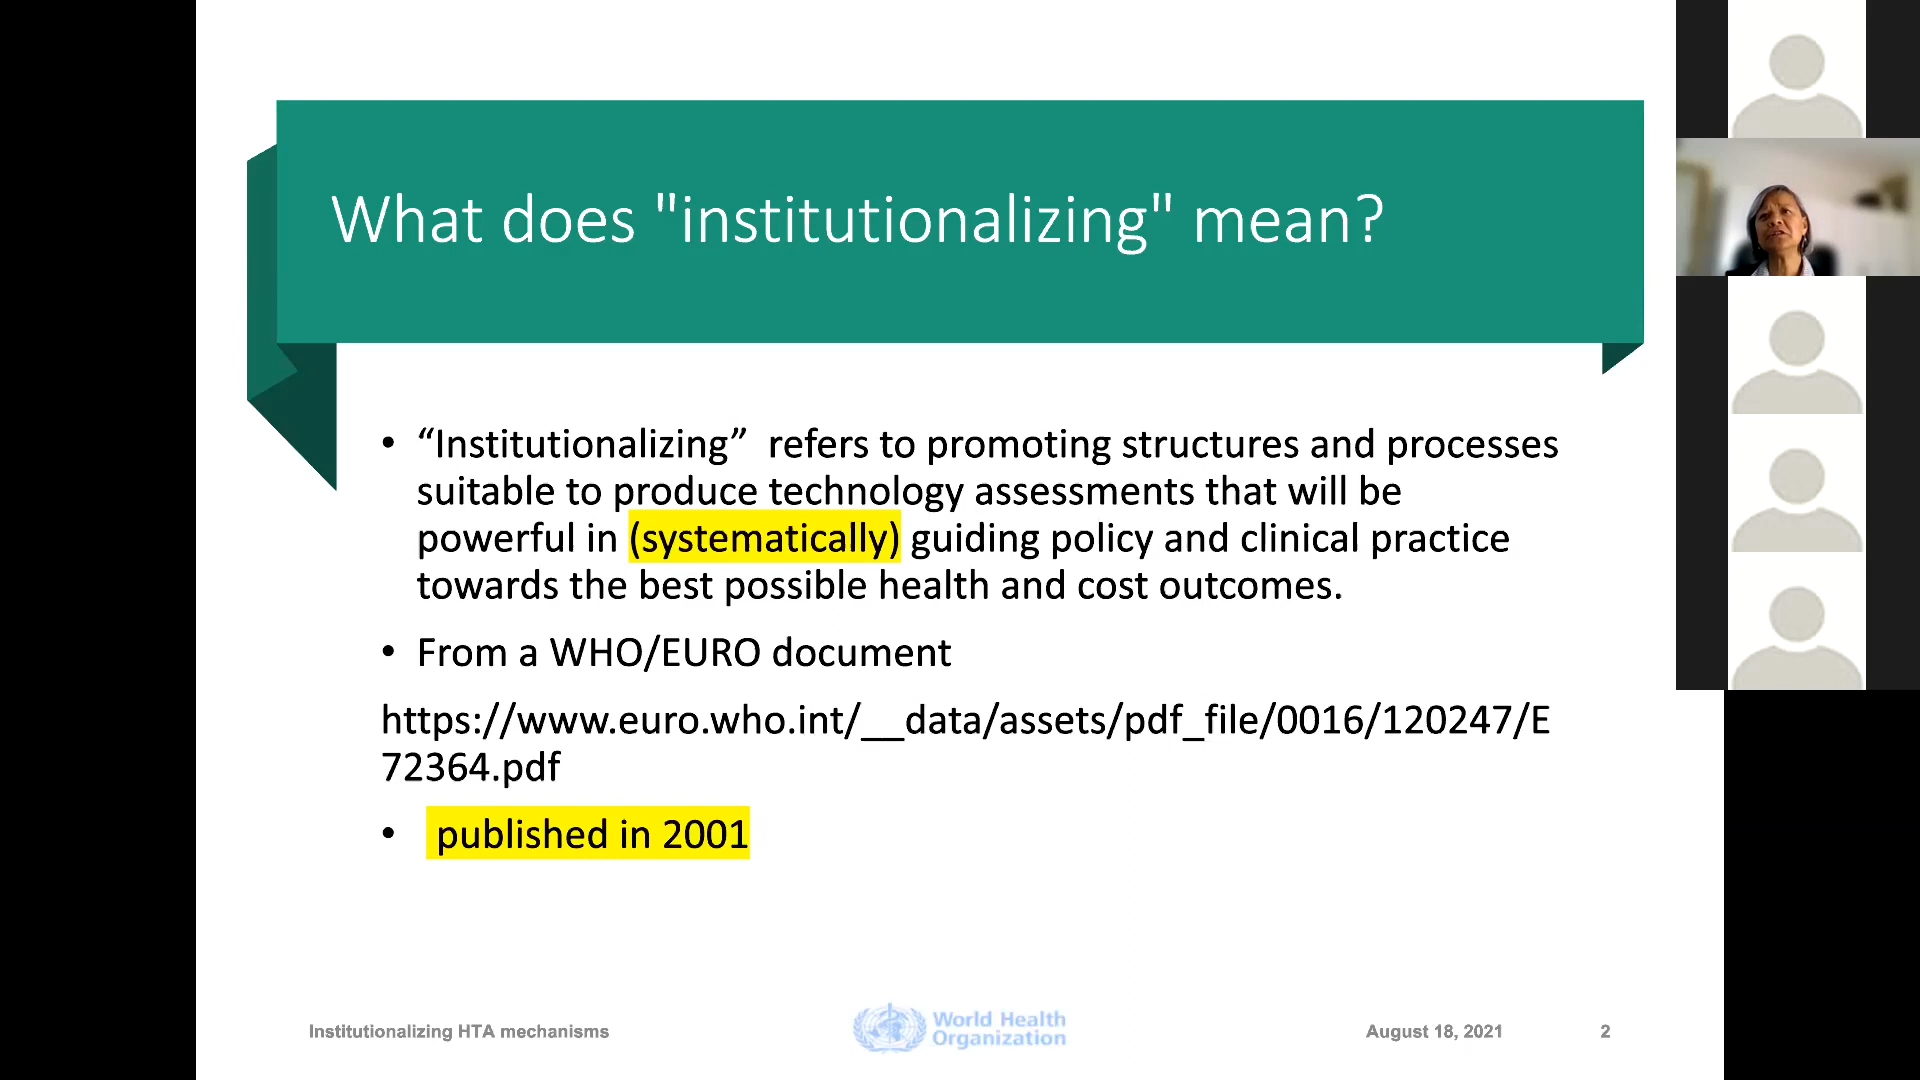 What does "institutionalizing" mean?
• “Institutionalizing”  refers to promoting structures and processes
suitable to produce technology assessments that will be
powerful in (systematically) guiding policy and clinical practice
towards the best possible health and cost outcomes.
• From a WHO/EURO document
https://www.euro.who.int/__data/assets/pdf_file/0016/120247/E
72364.pdf
• published in 2001
Institutionalizing HTA mechanisms
World Health
Organization
August 18, 2021
2